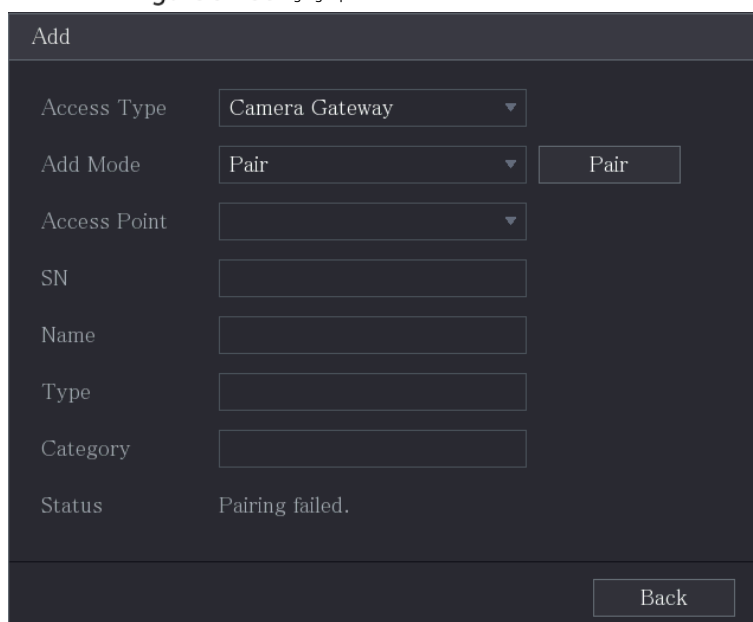 Add
Access Type Camera Gateway
Add Mode Pair Pair
Access Point
SN
Name
Type
Category
Status Pairing failed.
Back